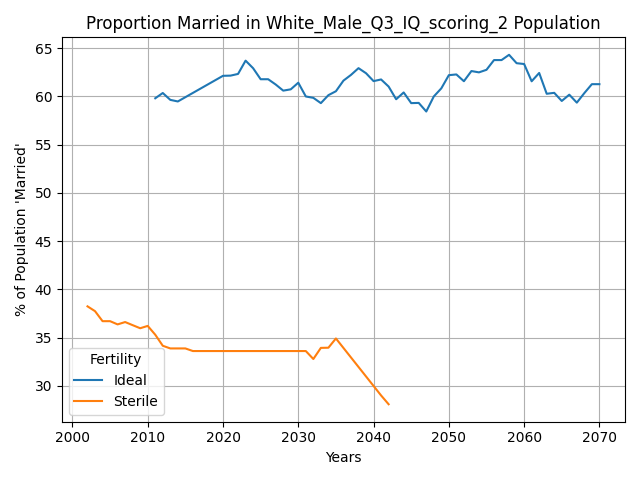 Proportion Married in White_Male_Q3_IQ_scoring_2 Population
% of Population 'Married'
65
60
55
50
45
40
35
30
Fertility
Ideal
Sterile
2000 2010 2020 2030 2040 2050 2060 2070
Years